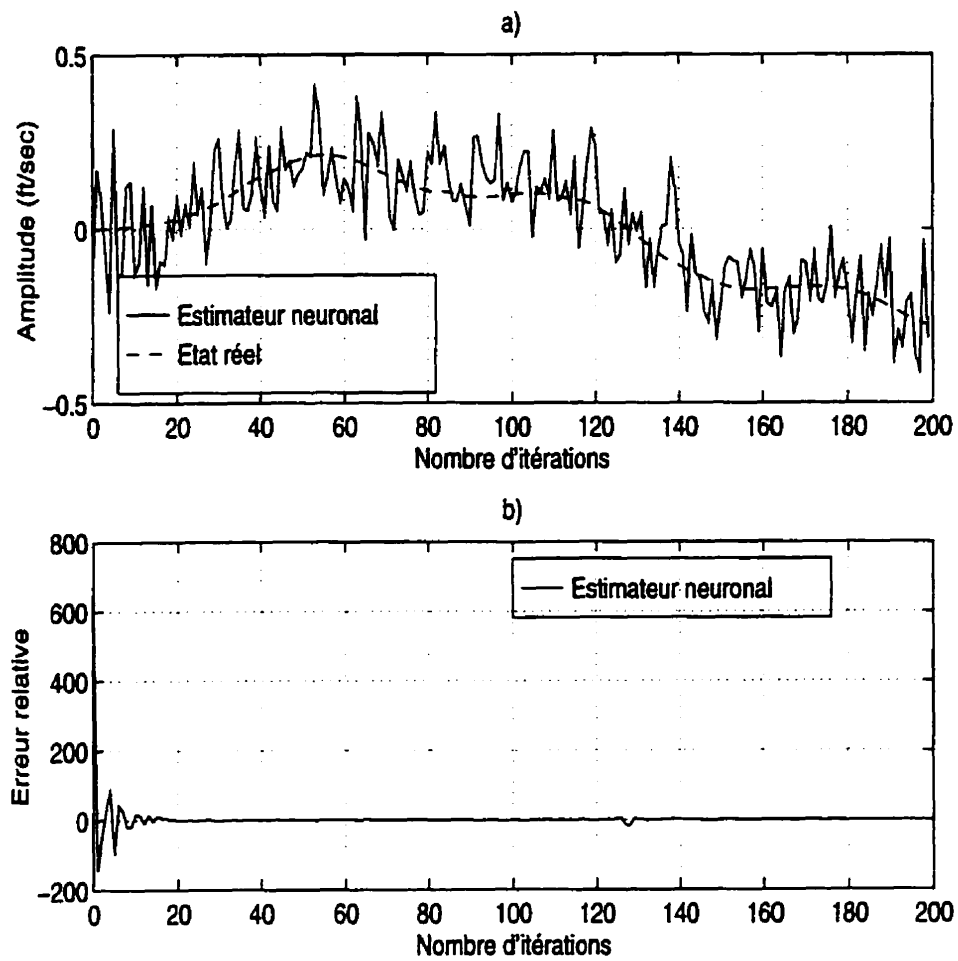 a)
0.5
0
−0.5
Amplitude (ft/sec)
Estimateur neuronal
Etat réel
0 20 40 60 80 100 120 140 160 180 200
Nombre d'itérations
b)
800
600
400
200
0
−200
Erreur relative
Estimateur neuronal
0 20 40 60 80 100 120 140 160 180 200
Nombre d'itérations